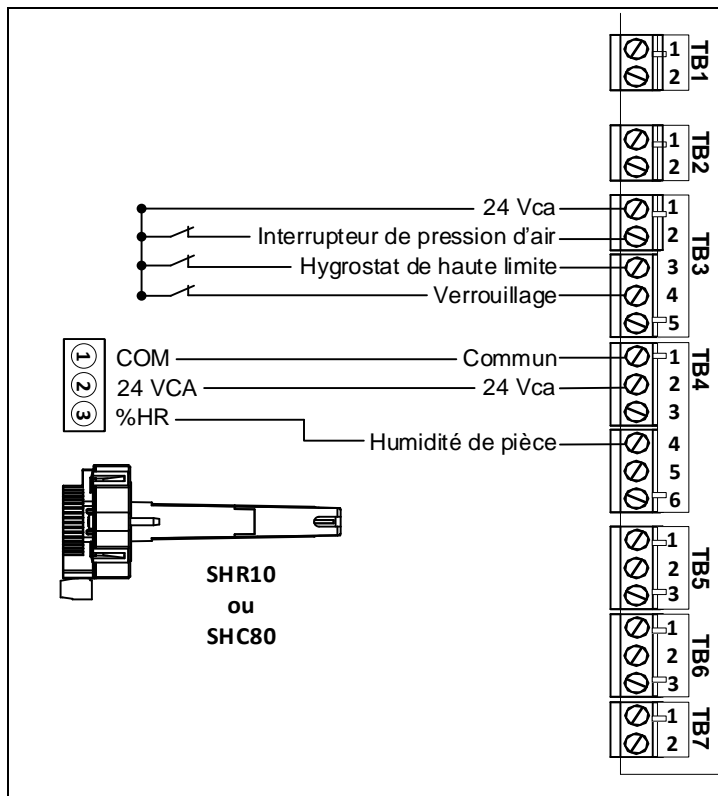 1
2
TB1
1
2
TB2
24 Vca 1
Interrupteur de pression d'air 2
Hygrostat de haute limite 3
Verrouillage 4
5
TB3
1 COM Commun 1
2 24 VCA 24 Vca 2
3 %HR 3
Humidité de pièce 4
5
6
TB4
SHR10
ou
SHC80
1
2
3
TB5
1
2
3
TB6
1
2
TB7